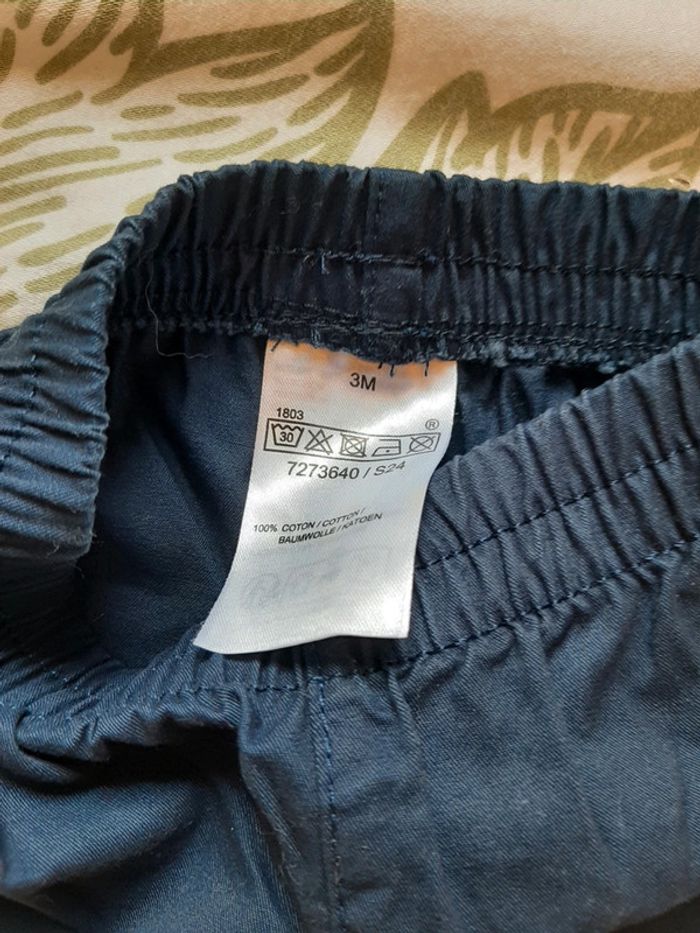 3M
1803
®
30
7273640 / S24
100% COTON / COTTON /
BAUMWOLLE / KATOEN